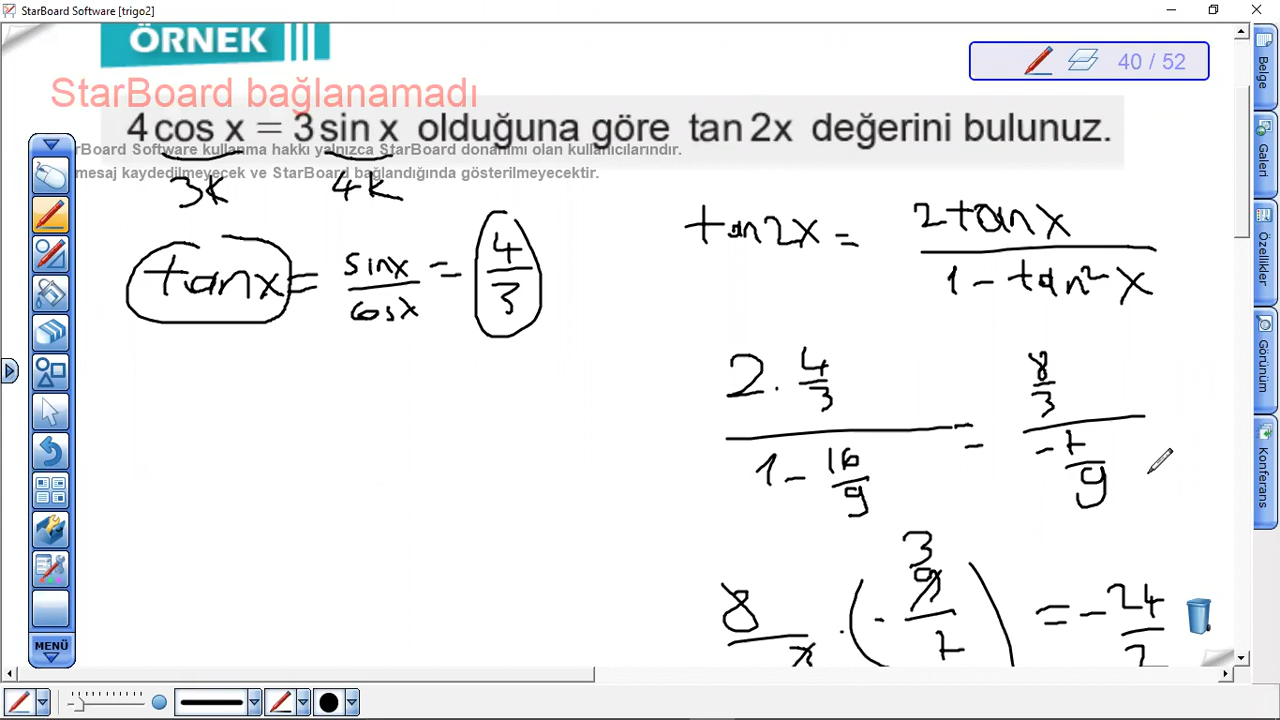 StarBoard Software [trigo2]
ÖRNEK
StarBoard bağlanamadı
40 / 52
4 cos x = 3 sin x olduğuna göre tan 2x değerini bulunuz.
rBoard Software kullanma hakkı yalnızca StarBoard donanımı olan kullanıcılarındır.
mesaj kaydedilmeyecek ve StarBoard bağlandığında gösterilmeyecektir.
3k 4k
tanx = sinx/cosx = 4/3
tan2x = 2tanx/1 - tan²x
2 · 4/3 / 1 - 16/9 = 8/3 / -7/9
8/3 · (- 9/7) 3 = - 24
MENÜ
Belge
Galeri
Özellikler
Görünüm
Konferans